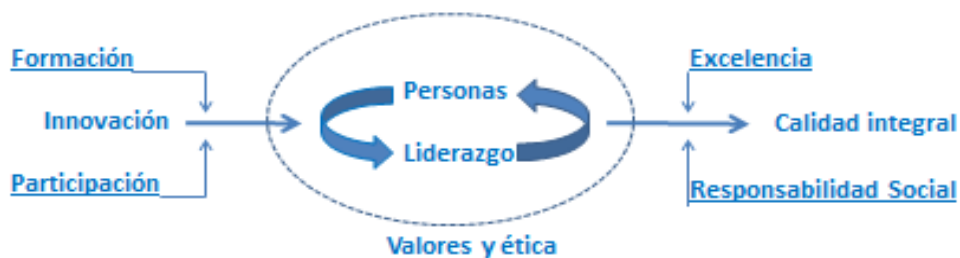 Formación
Excelencia
Personas
Innovación
Calidad integral
Liderazgo
Participación
Responsabilidad Social
Valores y ética